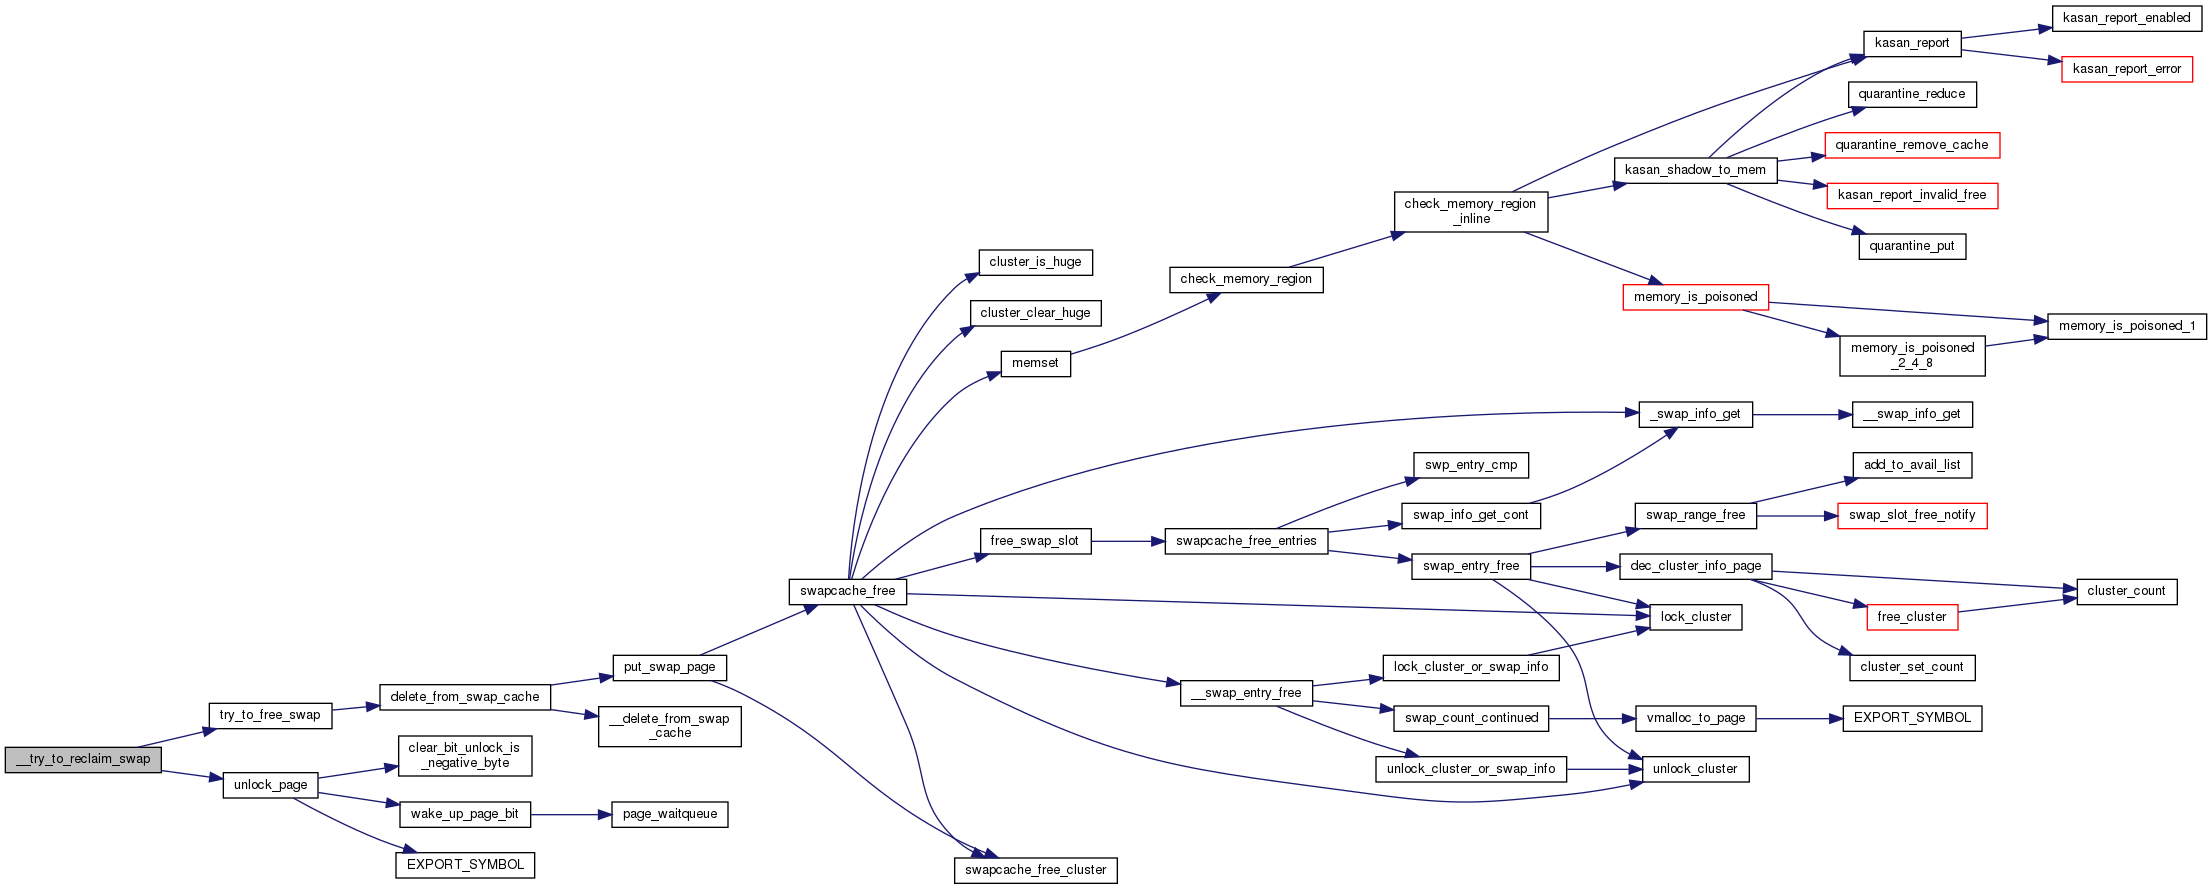 kasan_report_enabled
kasan_report
kasan_report_error
quarantine_reduce
quarantine_remove_cache
kasan_shadow_to_mem
kasan_report_invalid_free
check_memory_region
_inline
quarantine_put
cluster_is_huge
check_memory_region
memory_is_poisoned
cluster_clear_huge
memory_is_poisoned_1
memory_is_poisoned
_2_4_8
memset
_swap_info_get
__swap_info_get
swp_entry_cmp
add_to_avail_list
swap_info_get_cont
swap_range_free
swap_slot_free_notify
free_swap_slot
swapcache_free_entries
swap_entry_free
dec_cluster_info_page
swapcache_free
cluster_count
lock_cluster
free_cluster
put_swap_page
lock_cluster_or_swap_info
cluster_set_count
delete_from_swap_cache
__swap_entry_free
try_to_free_swap
__delete_from_swap
_cache
swap_count_continued
vmalloc_to_page
EXPORT_SYMBOL
__try_to_reclaim_swap
clear_bit_unlock_is
_negative_byte
unlock_cluster_or_swap_info
unlock_cluster
unlock_page
wake_up_page_bit
page_waitqueue
EXPORT_SYMBOL
swapcache_free_cluster